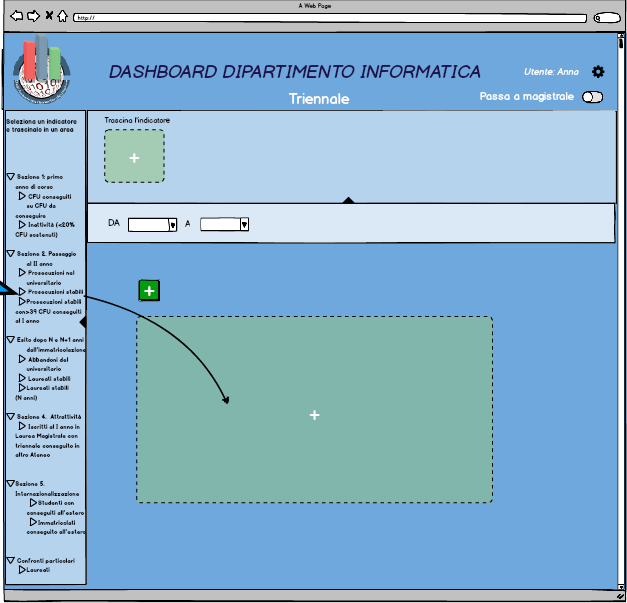 A Web Page
http://
DASHBOARD DIPARTIMENTO INFORMATICA
Utente: Anna
Triennale
Passa a magistrale
Seleziona un indicatore
e trascinalo in un area
Trascina l'indicatore
DA
A
Sezione 1: primo
anno di corso
CFU conseguiti
su CFU da
conseguire
Inattività (<20%
CFU sostenuti)
Sezione 2. Passaggio
al II anno
Prosecuzioni nel
universitario
Prosecuzioni stabili
Prosecuzioni stabili
con>39 CFU conseguiti
al I anno
Esito dopo N e N+1 anni
dall'immatricolazione
Abbandoni del
universitario
Laureati stabili
Laureati stabili
(N anni)
Sezione 4. Attrattività
Iscritti al I anno in
Laurea Magistrale con
triennale conseguito in
altro Ateneo
Sezione 5.
Internazionalizzazione
Studenti con
conseguiti all'estero
Immatricolati
conseguito all'estero
Confronti particolari
Laureati